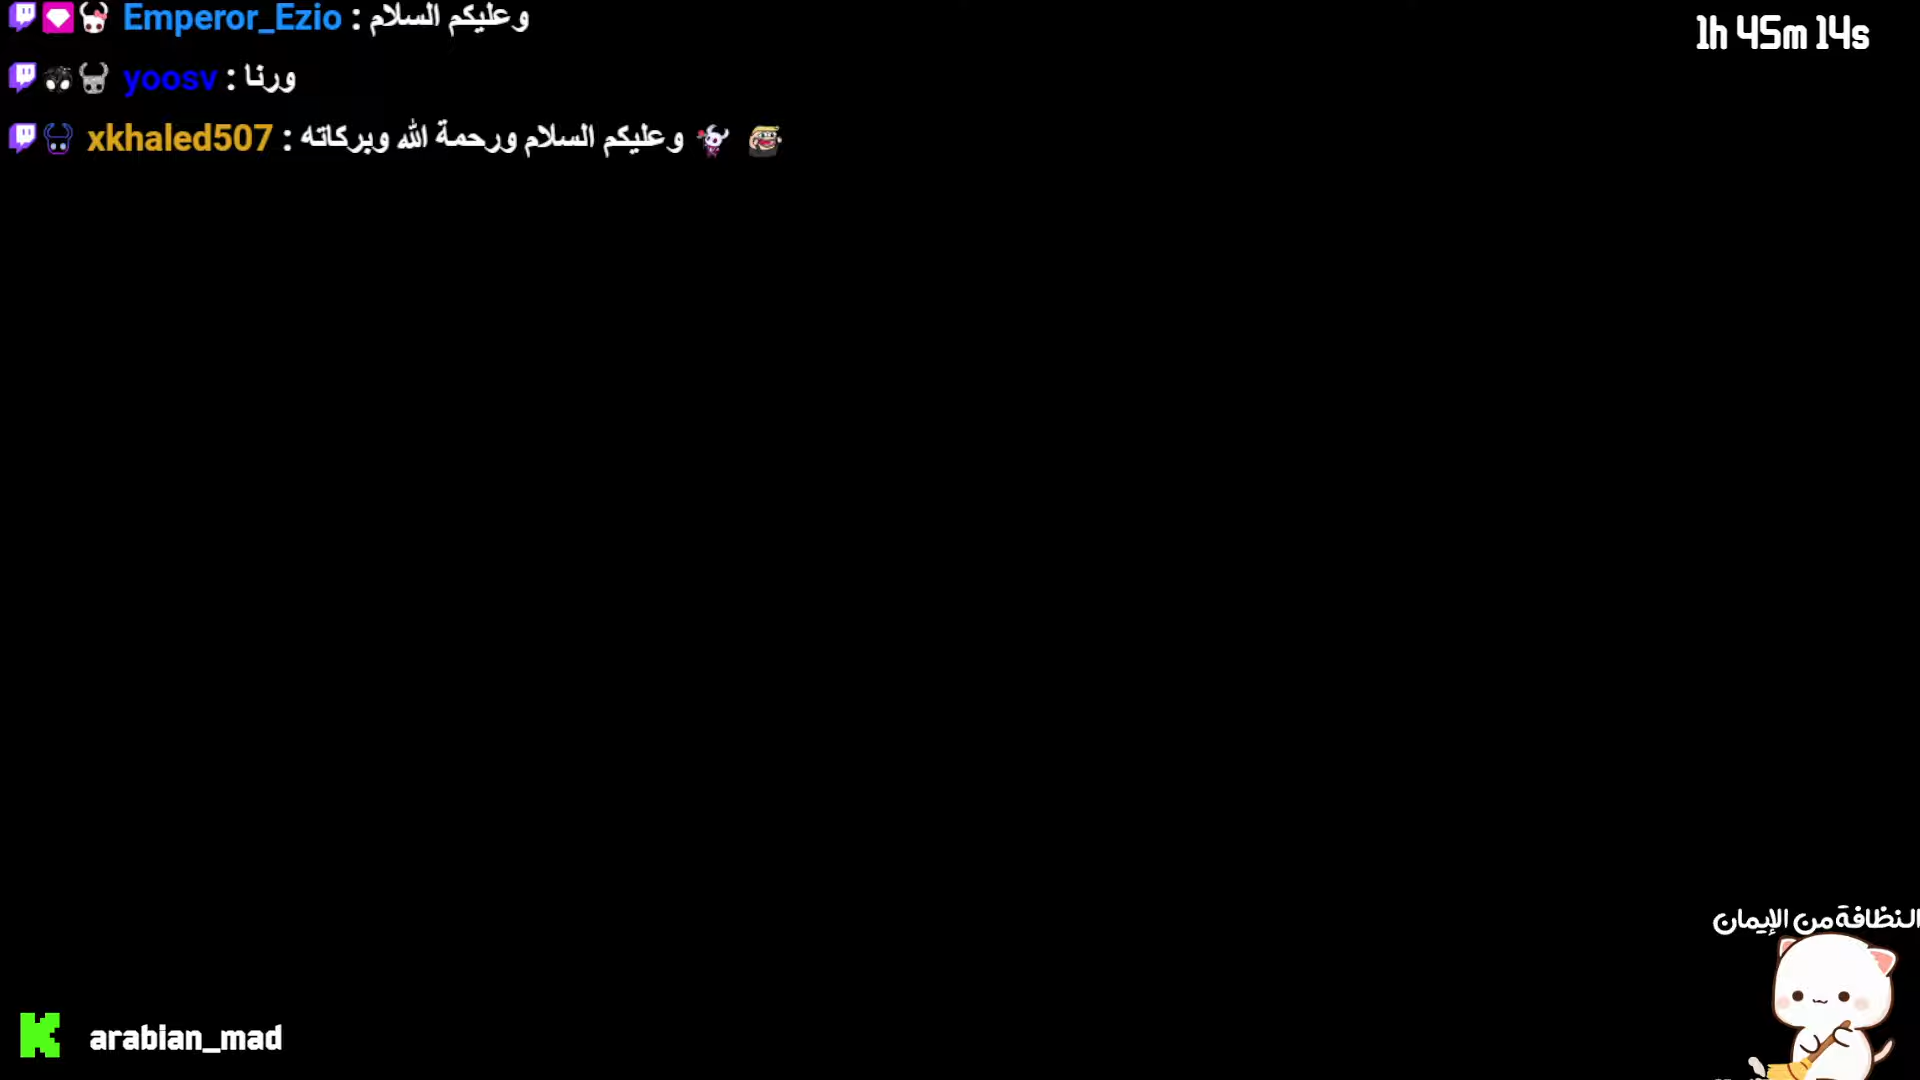 Emperor_Ezio : وعليكم السلام
1h 45m 14s
yoosv : ورنا
xkhaled507 : وعليكم السلام ورحمة الله وبركاته
النظافة من الإيمان
arabian_mad